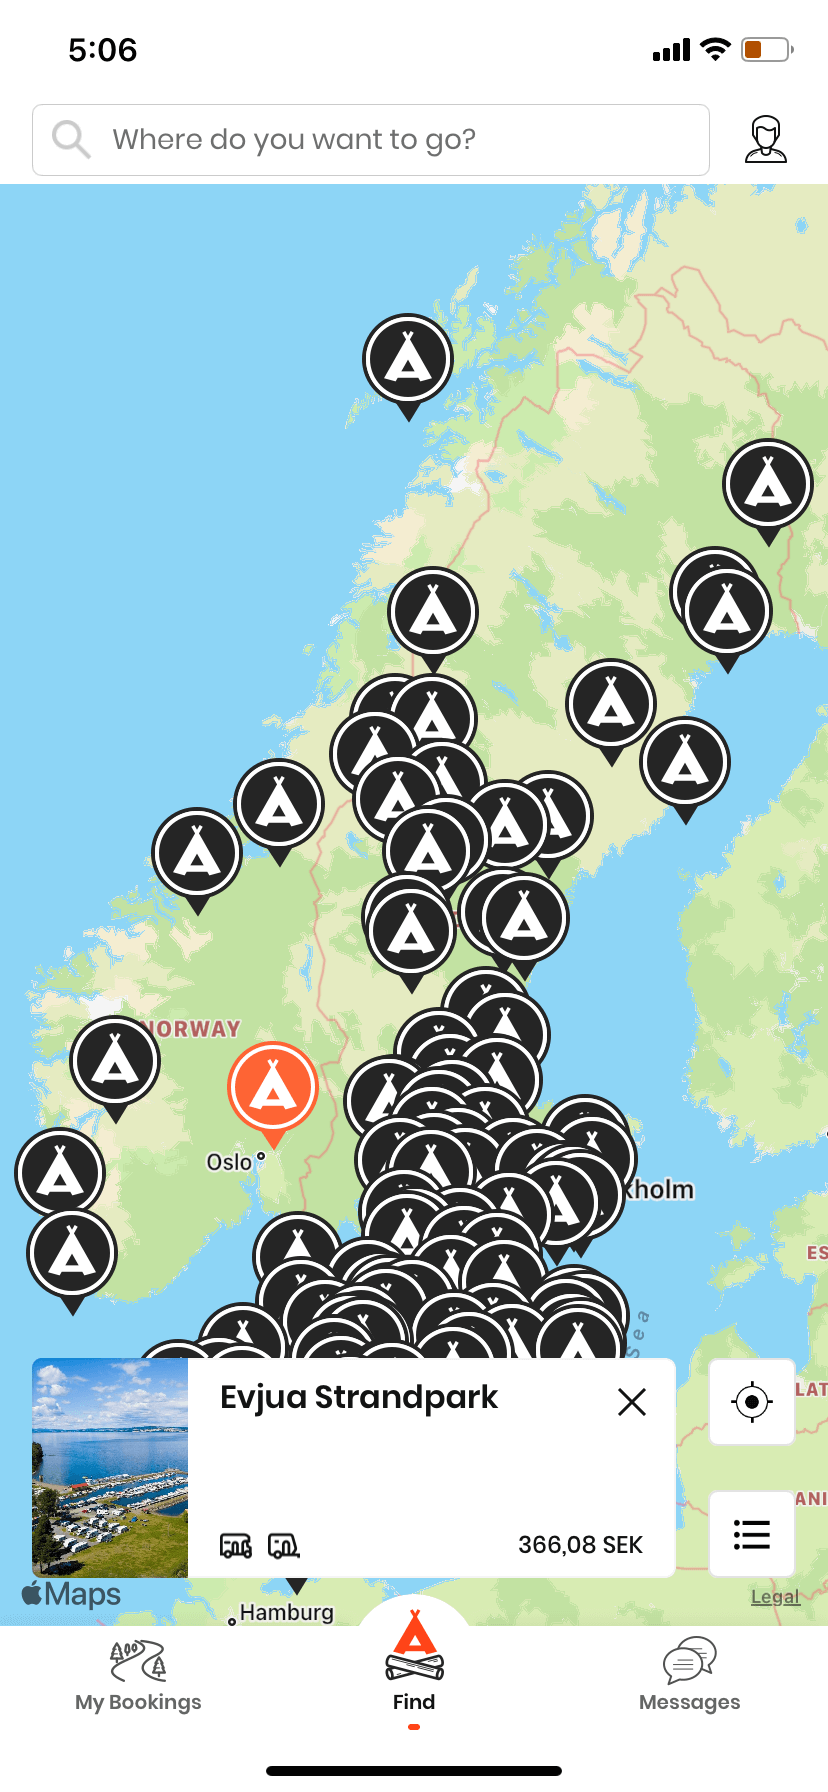 5:06
Where do you want to go?
NORWAY
Oslo
kholm
ES
Sea
LAT
Evjua Strandpark
ANI
366,08 SEK
Maps
Legal
Hamburg
My Bookings
Find
Messages